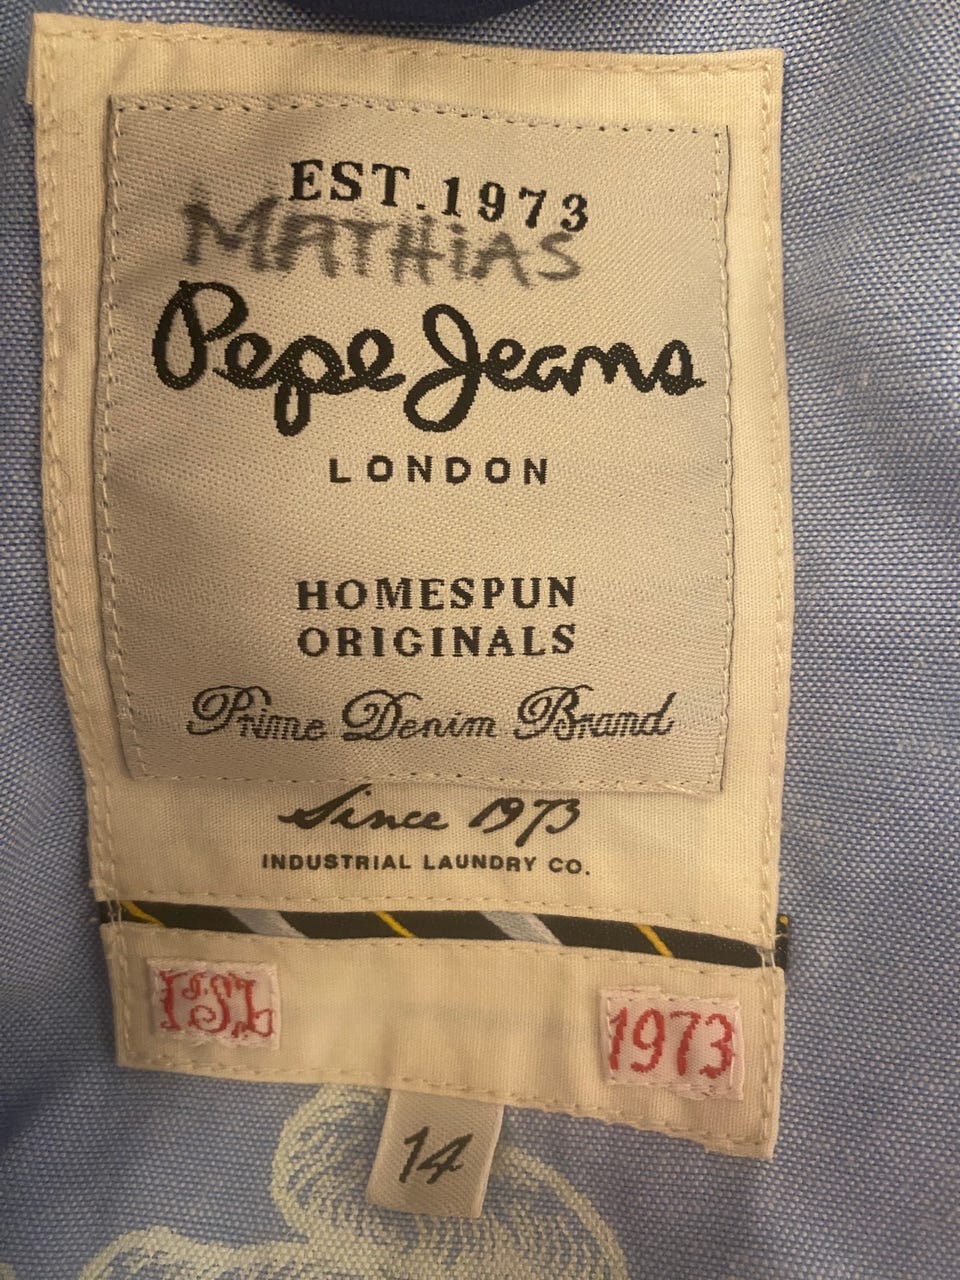 EST. 1973
MATHiAS
Pepe Jeans
LONDON
HOMESPUN
ORIGINALS
Prime Denim Brand
Since 1973
INDUSTRIAL LAUNDRY CO.
1973
14